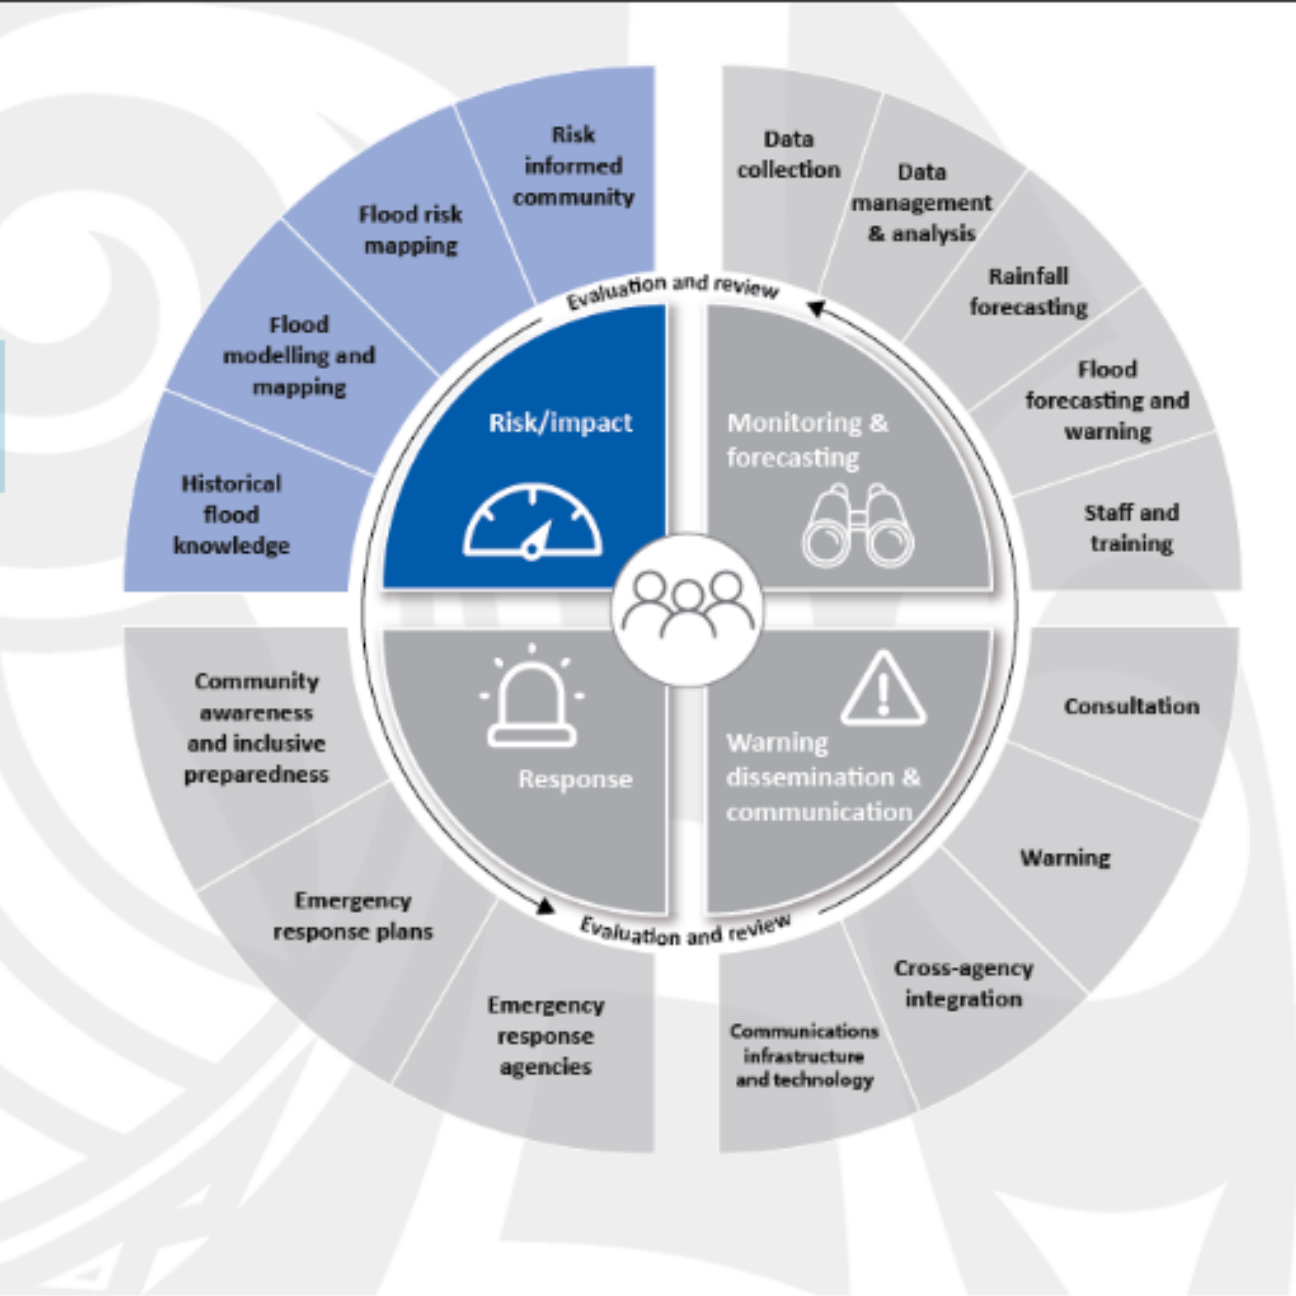 Risk
informed
community
Flood risk
mapping
Flood
modelling and
mapping
Historical
flood
knowledge
Data
collection
Data
management
& analysis
Rainfall
forecasting
Flood
forecasting and
warning
Staff and
training
Evaluation and review
Risk/impact
Monitoring &
forecasting
Response
Warning
dissemination &
communication
Evaluation and review
Community
awareness
and inclusive
preparedness
Emergency
response plans
Emergency
response
agencies
Consultation
Warning
Cross-agency
integration
Communications
infrastructure
and technology